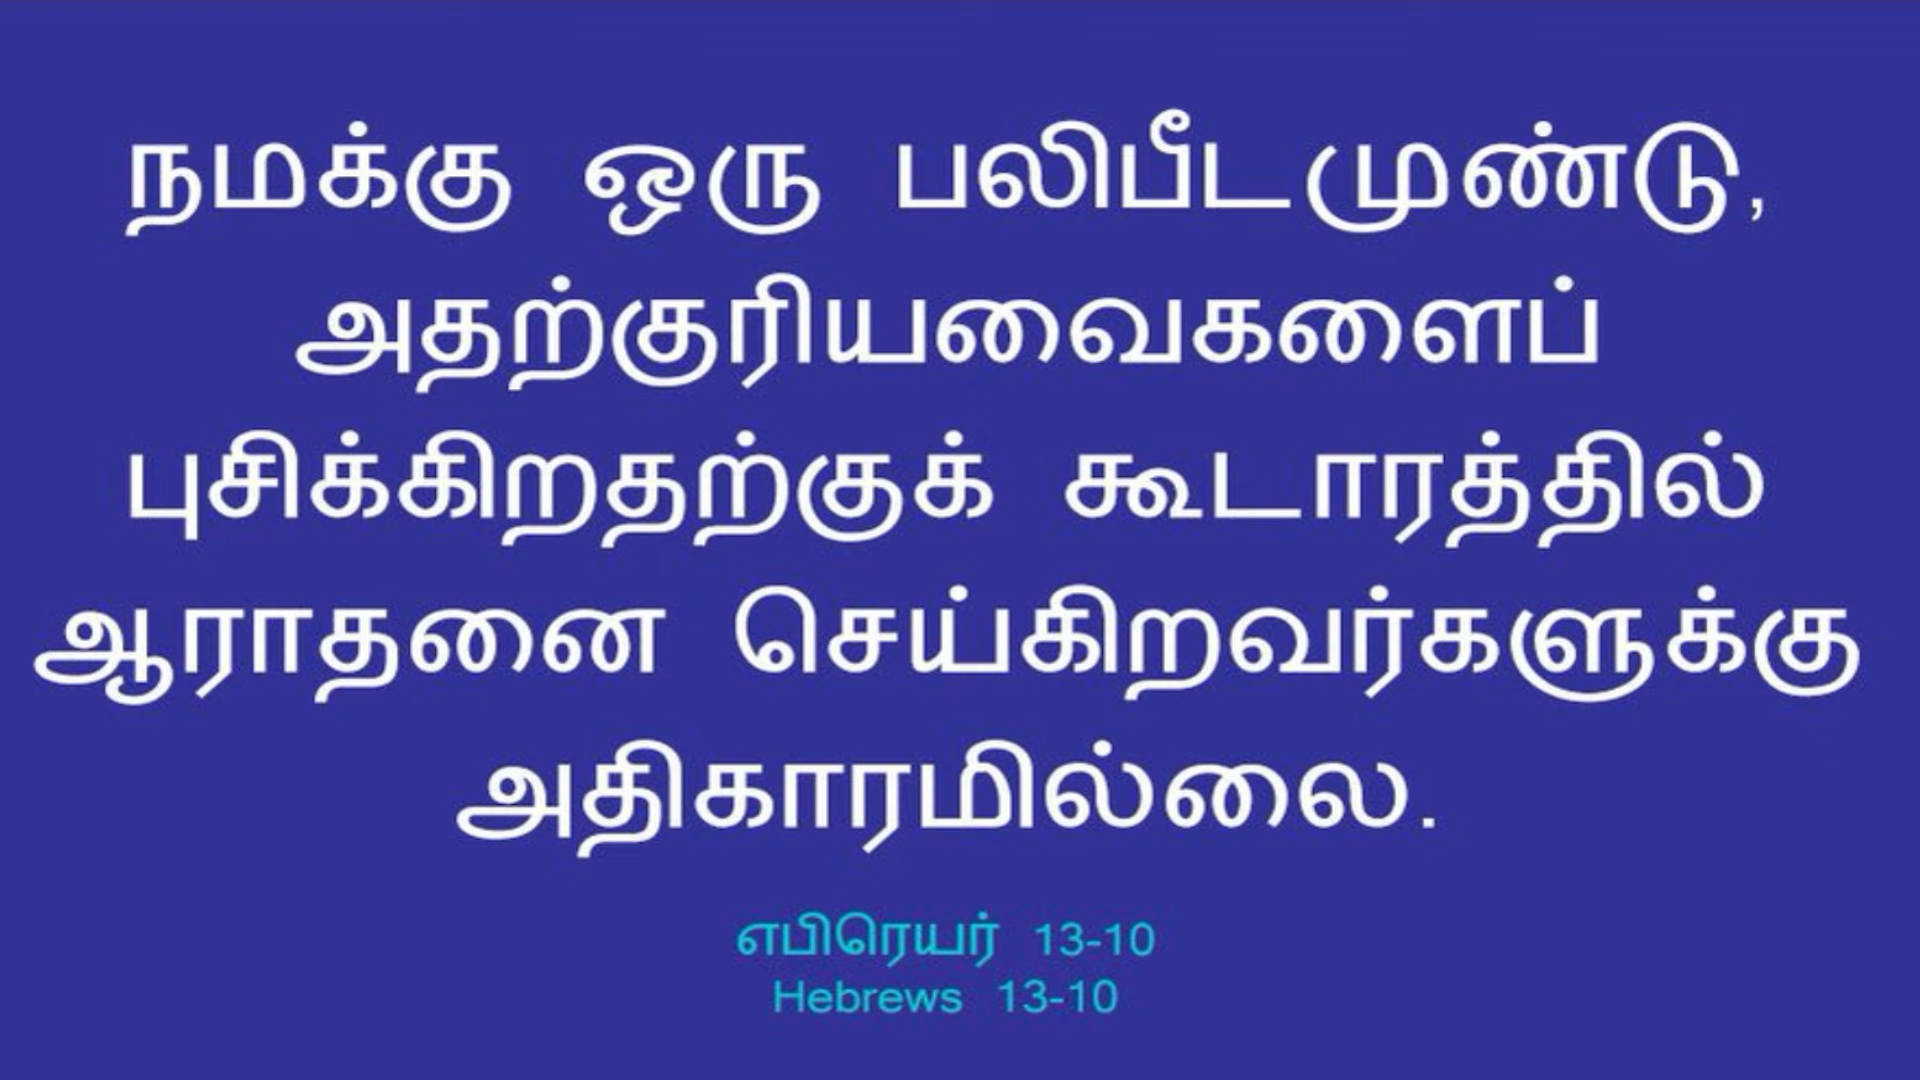 நமக்கு ஒரு பலிபீடமுண்டு,
அதற்குரியவைகளைப்
புசிக்கிறதற்குக் கூடாரத்தில்
ஆராதனை செய்கிறவர்களுக்கு
அதிகாரமில்லை.
எபிரெயர் 13-10
Hebrews 13-10